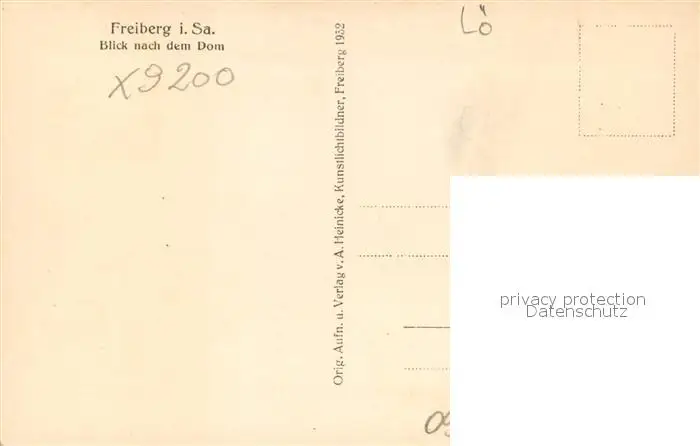 Freiberg i. Sa.
Blick nach dem Dom
x9200
Orig. Aufn. u. Verlag v. A. Heinicke, Kunstlichtbildner, Freiberg 1932
Lö
privacy protection
Datenschutz